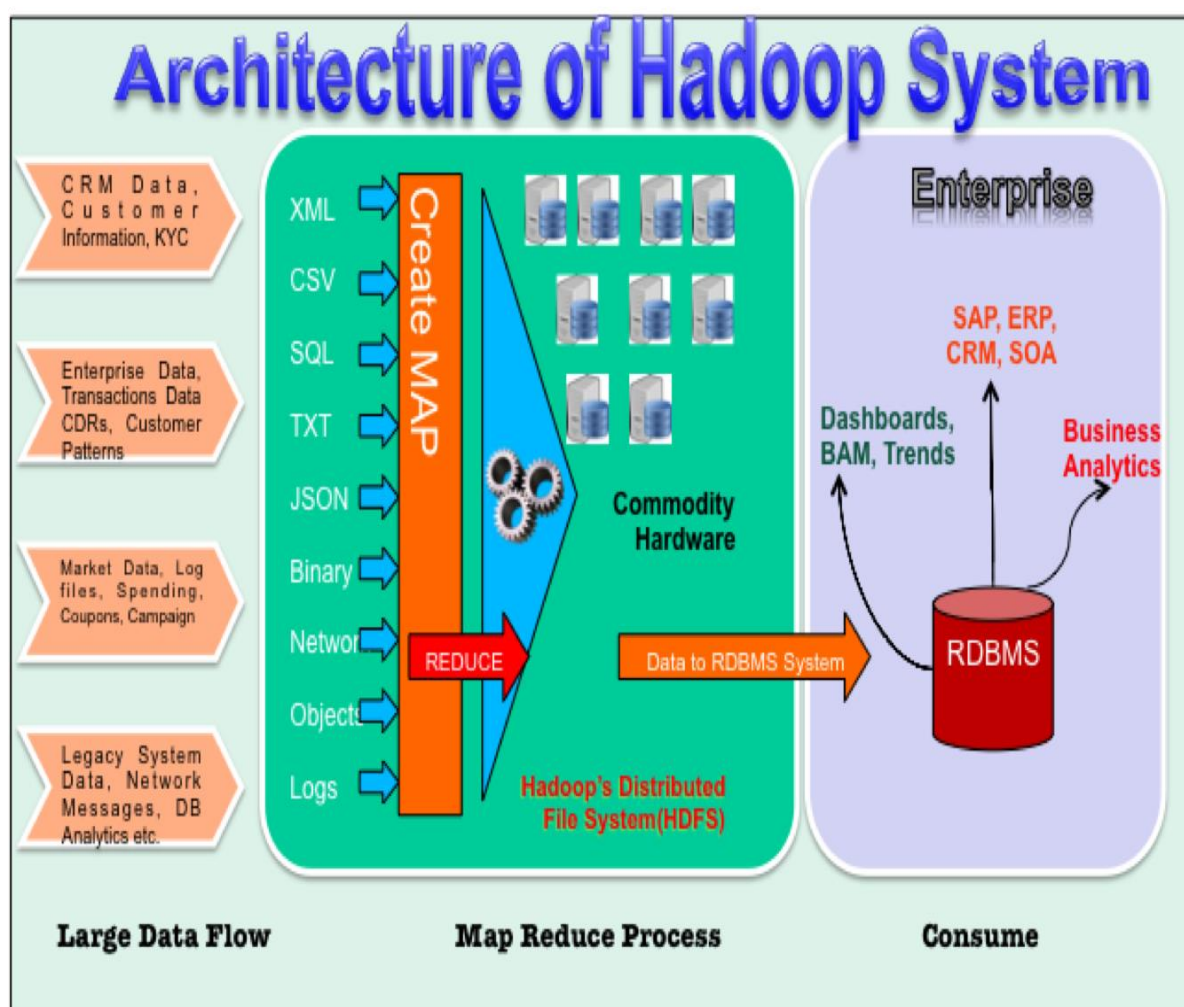 Architecture of Hadoop System
CRM Data,
Customer
Information, KYC
Enterprise Data,
Transactions Data
CDRs, Customer
Patterns
Market Data, Log
files, Spending,
Coupons, Campaign
Legacy System
Data, Network
Messages, DB
Analytics etc.
XML
CSV
SQL
TXT
JSON
Binary
Networ
Objects
Logs
Create MAP
REDUCE
Commodity
Hardware
Data to RDBMS System
Hadoop's Distributed
File System(HDFS)
Enterprise
SAP, ERP,
CRM, SOA
Dashboards,
BAM, Trends
Business
Analytics
RDBMS
Large Data Flow
Map Reduce Process
Consume